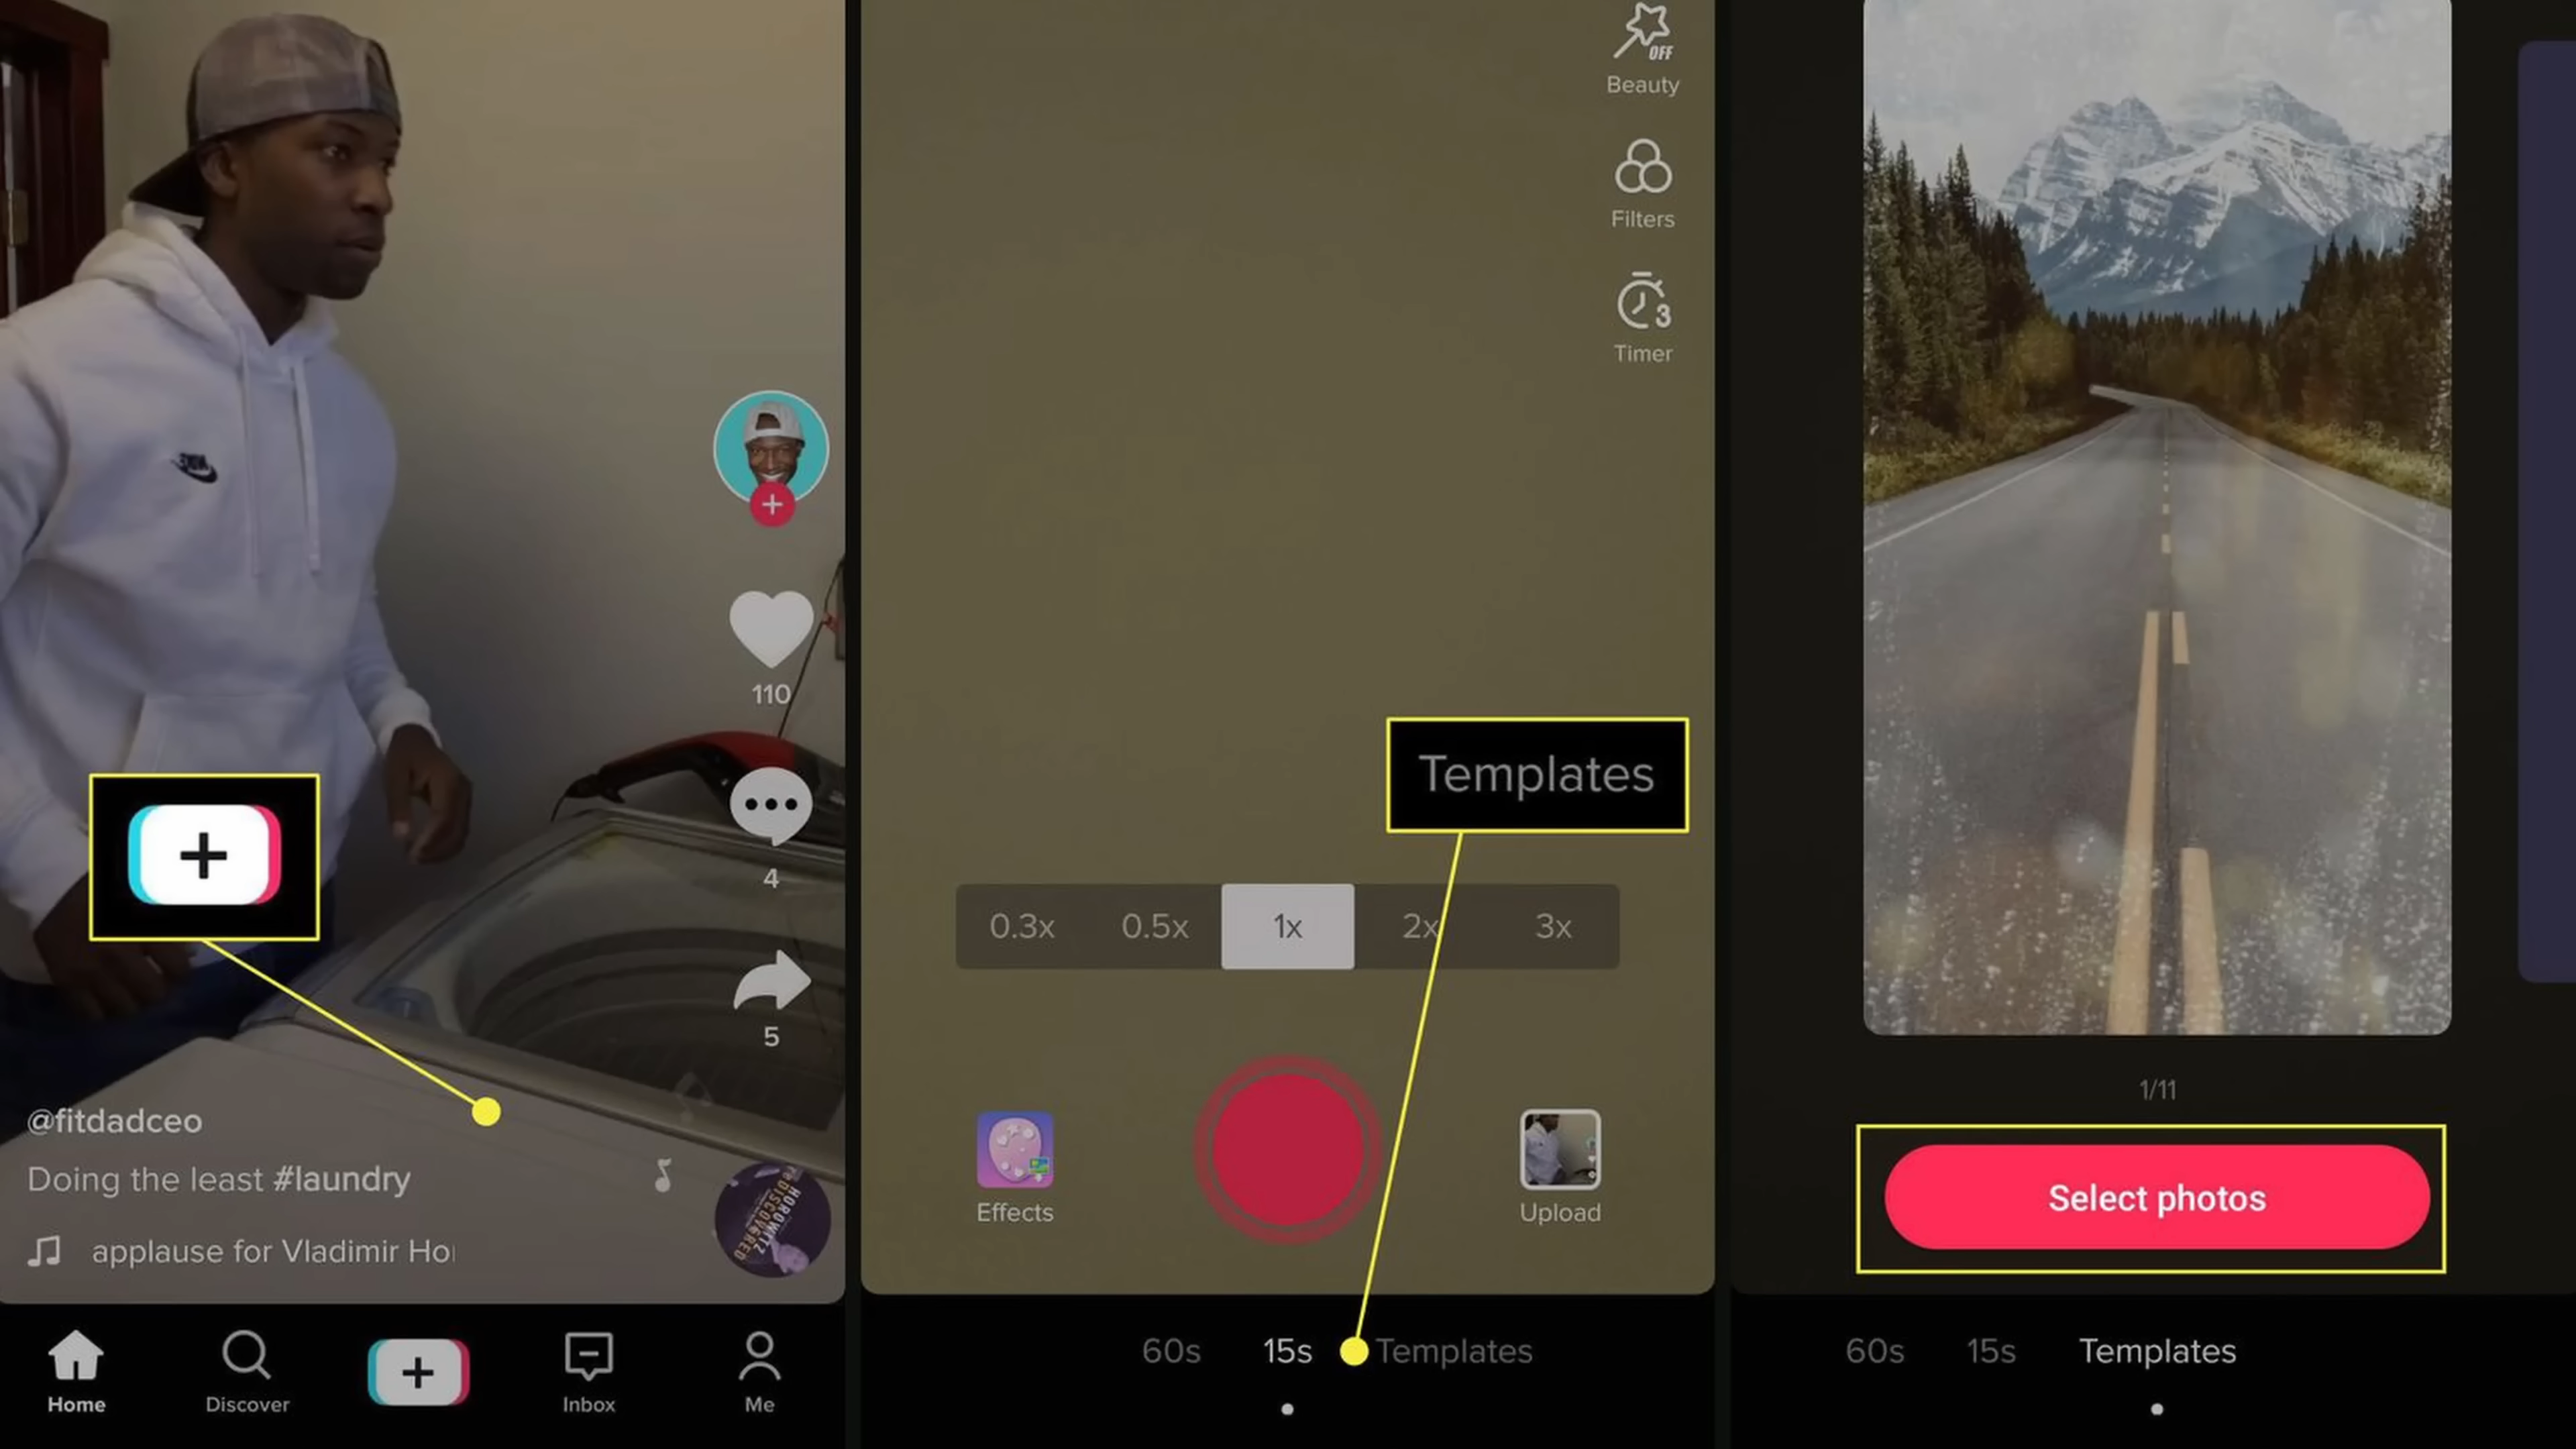 110
4
5
@fitdadceo
Doing the least #laundry
applause for Vladimir Ho
HOROWITZ
REDISCOVERED
Home
Discover
Inbox
Me
OFF
Beauty
Filters
3
Timer
Templates
0.3x 0.5x 1x 2x 3x
Effects
Upload
60s 15s Templates
1/11
Select photos
60s 15s Templates